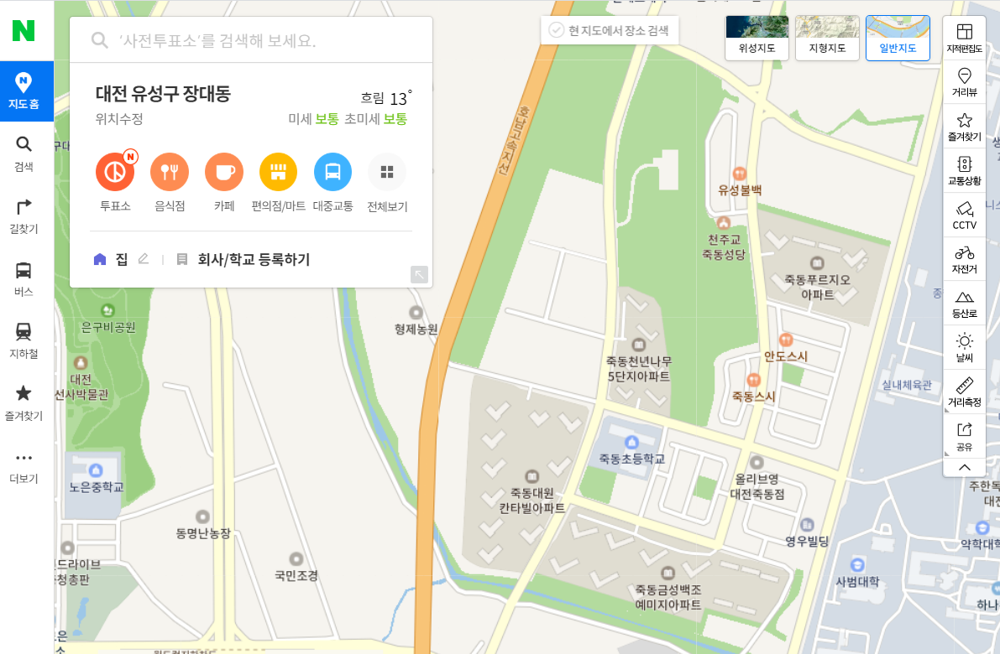 N
지도 홈
검색
길찾기
버스
지하철
즐겨찾기
더보기
'사전투표소'를 검색해 보세요.
대전 유성구 장대동
흐림 13°
위치수정
미세 보통 초미세 보통
N
투표소
음식점
카페
편의점/마트
대중교통
전체보기
집
회사/학교 등록하기
현 지도에서 장소 검색
위성지도
지형지도
일반지도
지적편집도
거리뷰
즐겨찾기
교통상황
CCTV
자전거
등산로
날씨
거리측정
공유
호남고속지선
유성불백
천주교
죽동성당
죽동푸르지오
아파트
은구비공원
형제농원
안도스시
대전
선사박물관
죽동천년나무
5단지아파트
실내체육관
죽동스시
죽동초등학교
노은중학교
올리브영
대전죽동점
죽동대원
칸타빌아파트
동명난농장
영우빌딩
약학대학
드라이브
청총판
국민조경
사범대학
죽동금성백조
예미지아파트
하나